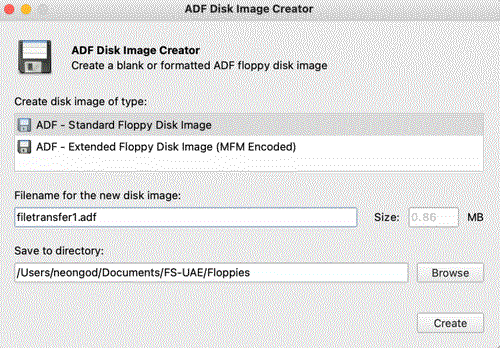 ADF Disk Image Creator
ADF Disk Image Creator
Create a blank or formatted ADF floppy disk image
Create disk image of type:
ADF - Standard Floppy Disk Image
ADF - Extended Floppy Disk Image (MFM Encoded)
Filename for the new disk image:
filetransfer1.adf
Size:
0.86
MB
Save to directory:
/Users/neongod/Documents/FS-UAE/Floppies
Browse
Create